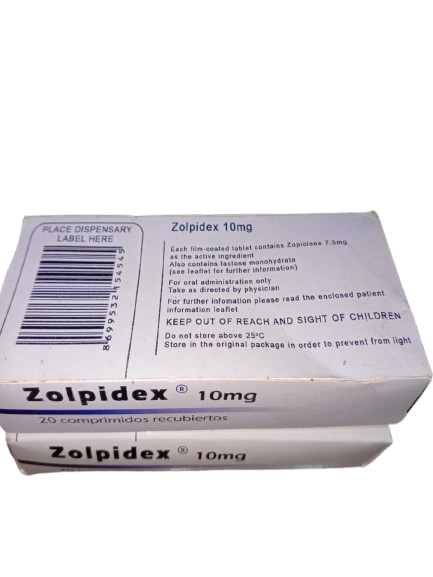 PLACE DISPENSARY
LABEL HERE
8 699532 154545
Zolpidex 10mg
Each film-coated tablet contains Zopiclone 7.5mg
as the active ingredient
Also contains lactose monohydrate
(see leaflet for further information)
For oral administration only
Take as directed by physician
For further infomation please read the enclosed patient
information leaflet
KEEP OUT OF REACH AND SIGHT OF CHILDREN
Do not store above 25°C
Store in the original package in order to prevent from light
Zolpidex ® 10mg
20 comprimidos recubiertos
Zolpidex ® 10mg